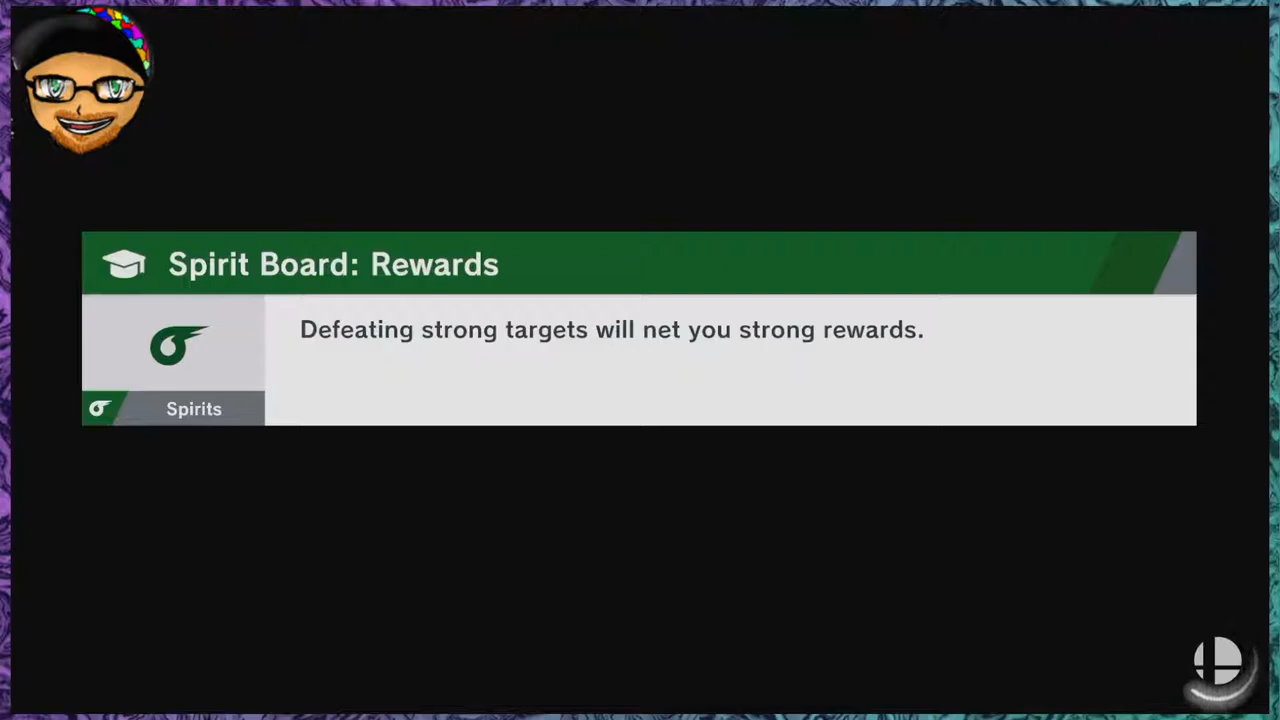 Spirit Board: Rewards
Defeating strong targets will net you strong rewards.
Spirits